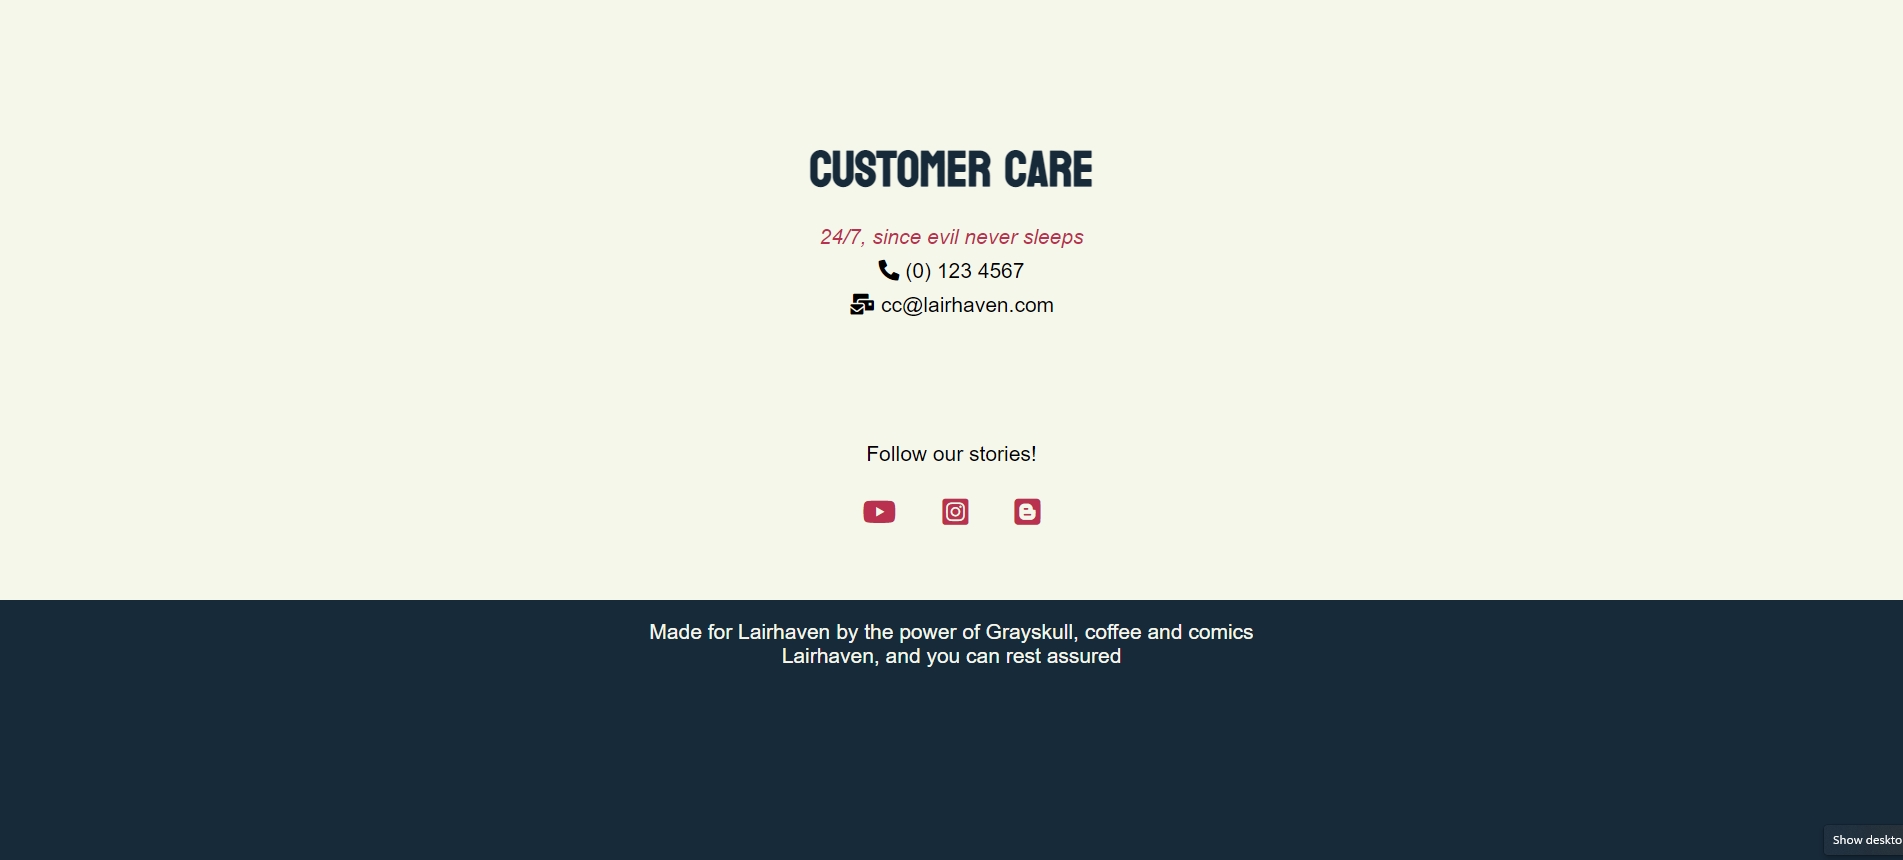 CUSTOMER CARE
24/7, since evil never sleeps
(0) 123 4567
cc@lairhaven.com
Follow our stories!
Made for Lairhaven by the power of Grayskull, coffee and comics
Lairhaven, and you can rest assured
Show deskto